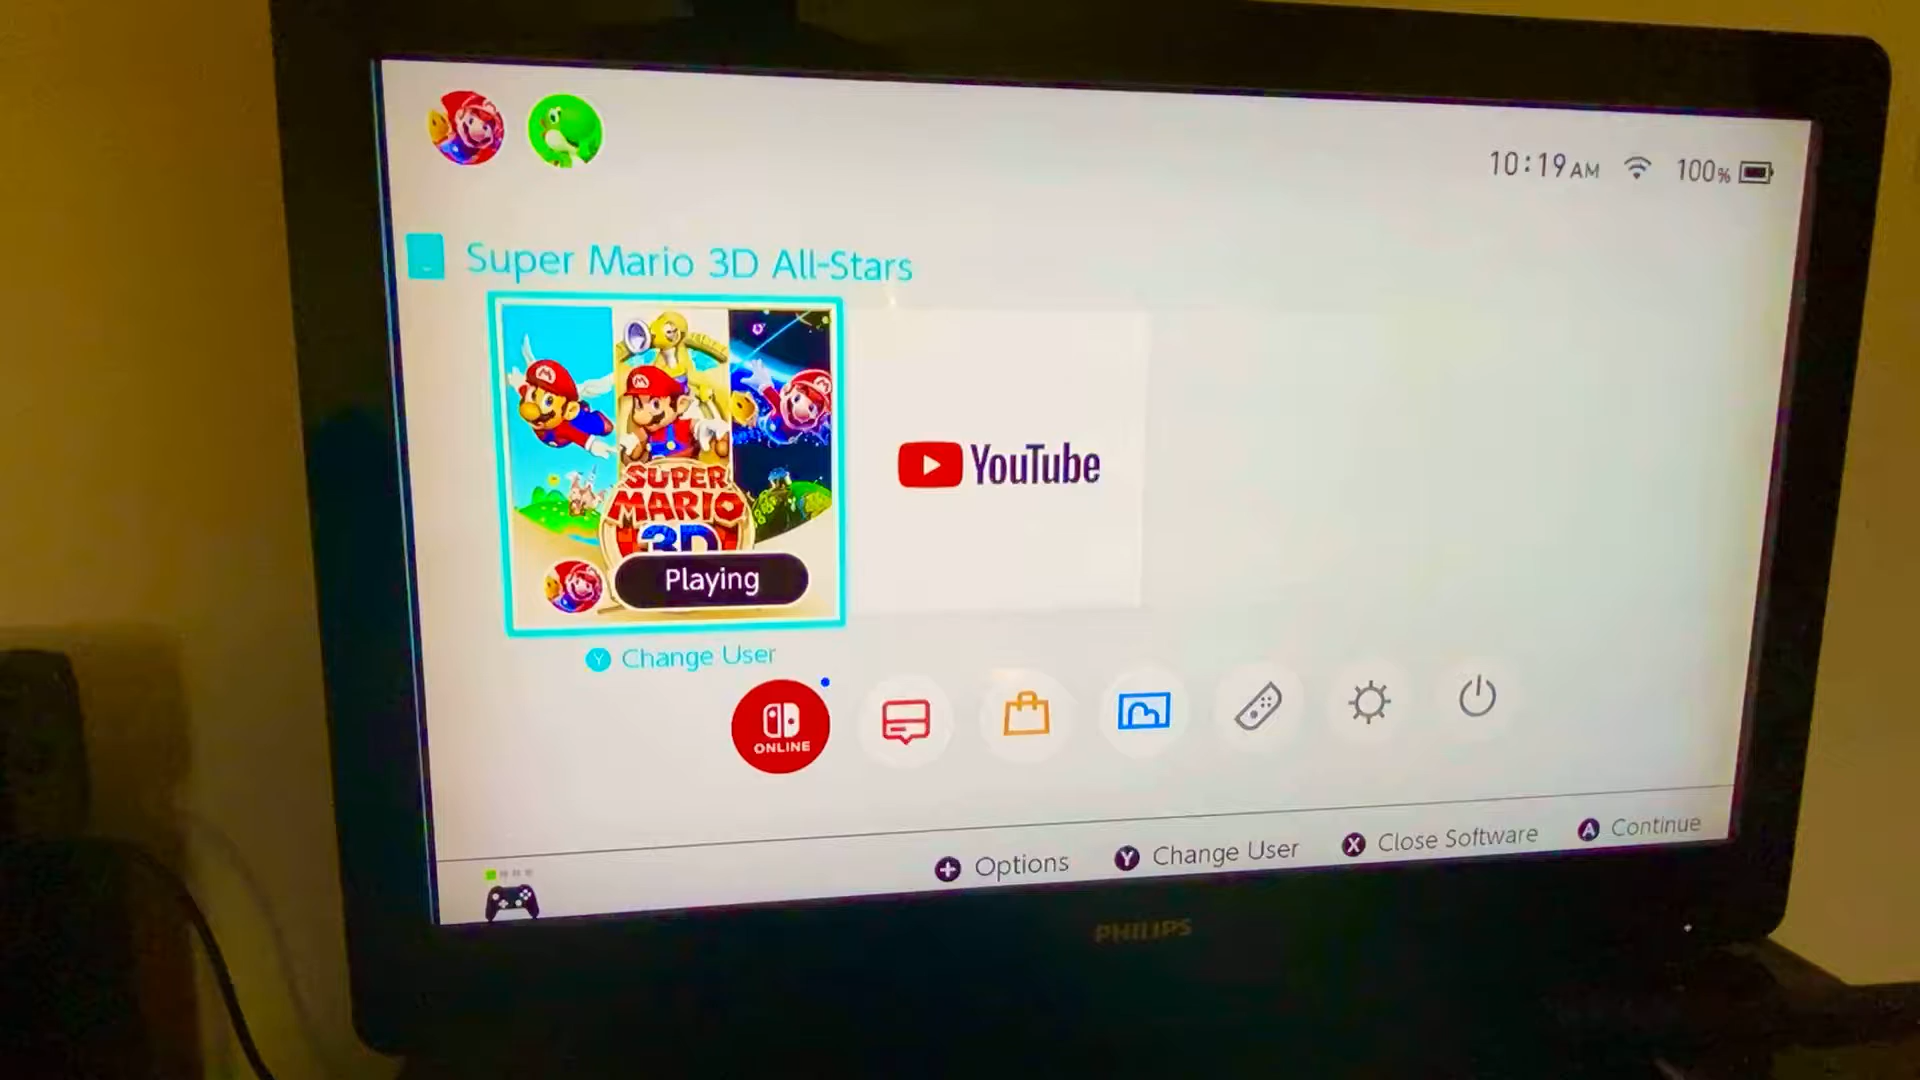 10:19 AM 100%
Super Mario 3D All-Stars
SUPER
MARIO
3D
Playing
YouTube
Y Change User
ONLINE
+ Options Y Change User X Close Software A Continue
PHILIPS